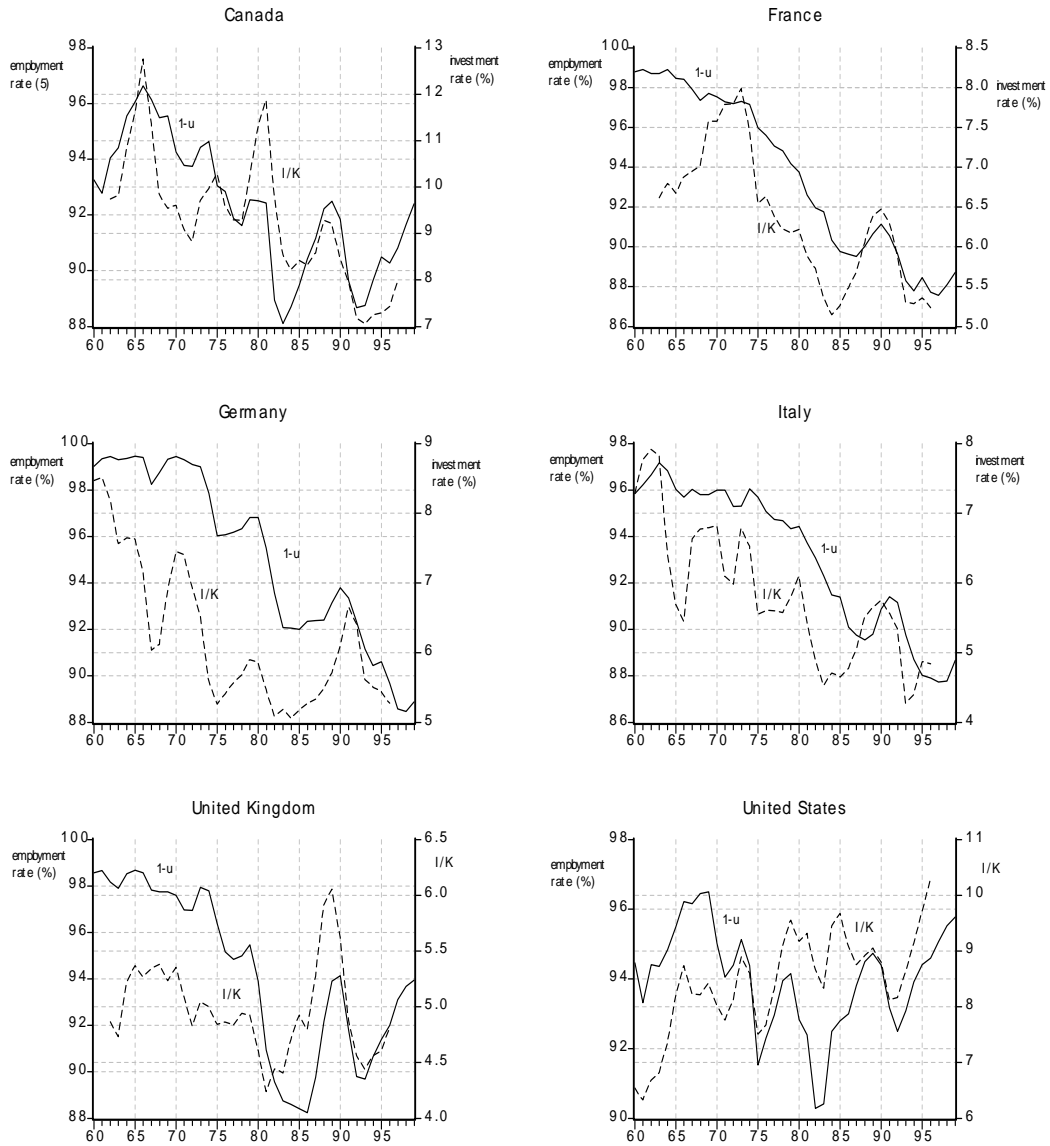 Canada
empbyment
rate (5)
investment
rate (%)
98
96
94
92
90
88
13
12
11
10
9
8
7
1-u
I/K
60 65 70 75 80 85 90 95
France
empbyment
rate (%)
investment
rate (%)
100
98
96
94
92
90
88
86
8.5
8.0
7.5
7.0
6.5
6.0
5.5
5.0
1-u
I/K
60 65 70 75 80 85 90 95
Germany
empbyment
rate (%)
investment
rate (%)
100
98
96
94
92
90
88
9
8
7
6
5
1-u
I/K
60 65 70 75 80 85 90 95
Italy
empbyment
rate (%)
investment
rate (%)
98
96
94
92
90
88
86
8
7
6
5
4
1-u
I/K
60 65 70 75 80 85 90 95
United Kingdom
empbyment
rate (%)
I/K
100
98
96
94
92
90
88
6.5
6.0
5.5
5.0
4.5
4.0
1-u
I/K
60 65 70 75 80 85 90 95
United States
empbyment
rate (%)
I/K
98
96
94
92
90
11
10
9
8
7
6
1-u
I/K
60 65 70 75 80 85 90 95